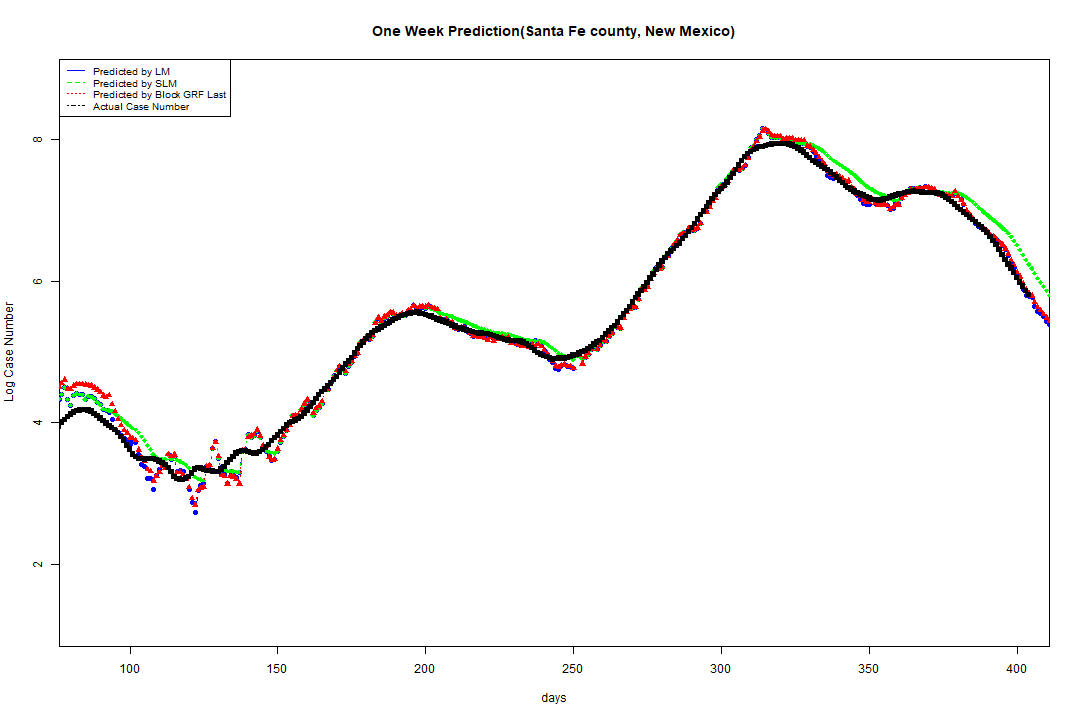 One Week Prediction(Santa Fe county, New Mexico)
Predicted by LM
Predicted by SLM
Predicted by Block GRF Last
Actual Case Number
8
6
4
2
Log Case Number
100 150 200 250 300 350 400
days